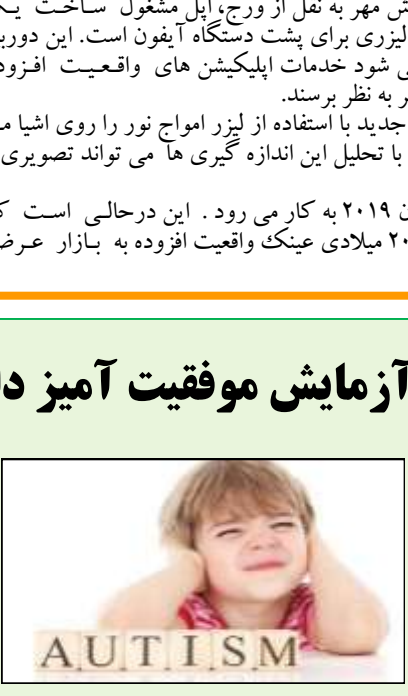 ش مهر به نقل از ورج، اپل مشغول ساخت یک
لیزری برای پشت دستگاه آیفون است. این دوربی
ی شود خدمات اپلیکیشن های واقعیت افزود
ر به نظر برسند.
جدید با استفاده از لیزر امواج نور را روی اشیا م
با تحلیل این اندازه گیری ها می تواند تصویری
ن ۲۰۱۹ به کار می رود . این درحالی است ک
۲۰ میلادی عینک واقعیت افزوده به بازار عرض
آزمایش موفقیت آمیز دا
AUTISM